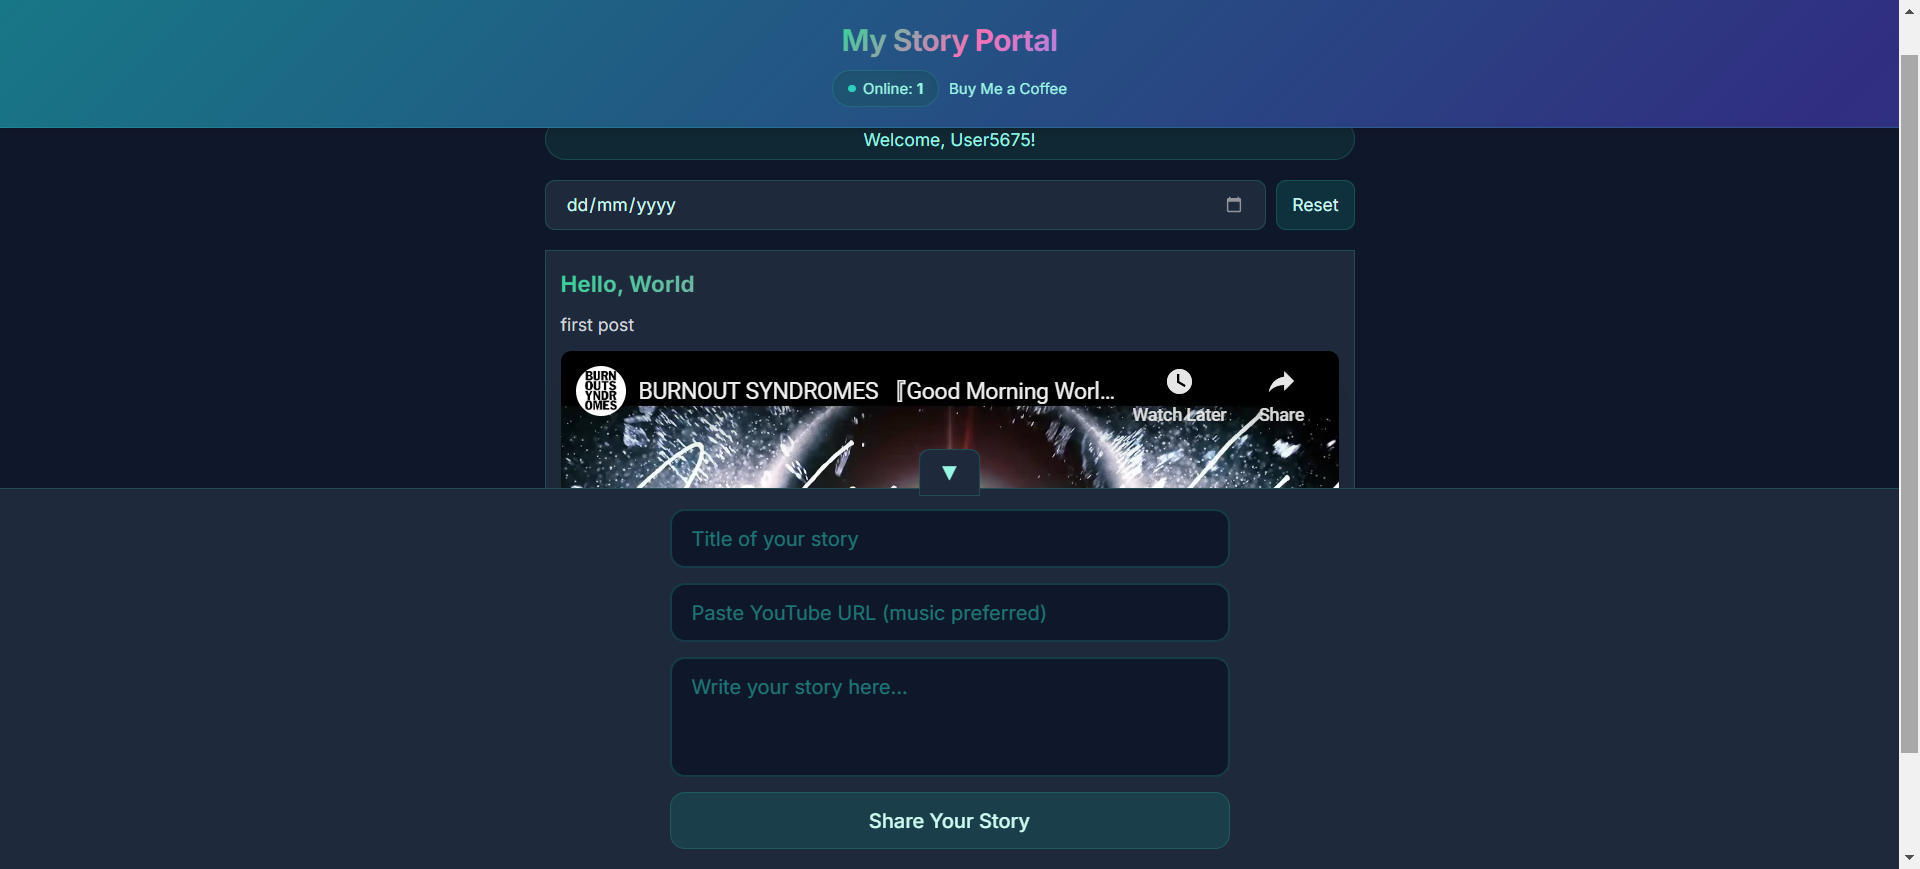 My Story Portal
Online: 1 Buy Me a Coffee
Welcome, User5675!
dd/mm/yyyy Reset
Hello, World
first post
BURN
OUTS
YNDR
OMES
BURNOUT SYNDROMES 『Good Morning Worl...
Watch Later Share
Title of your story
Paste YouTube URL (music preferred)
Write your story here...
Share Your Story